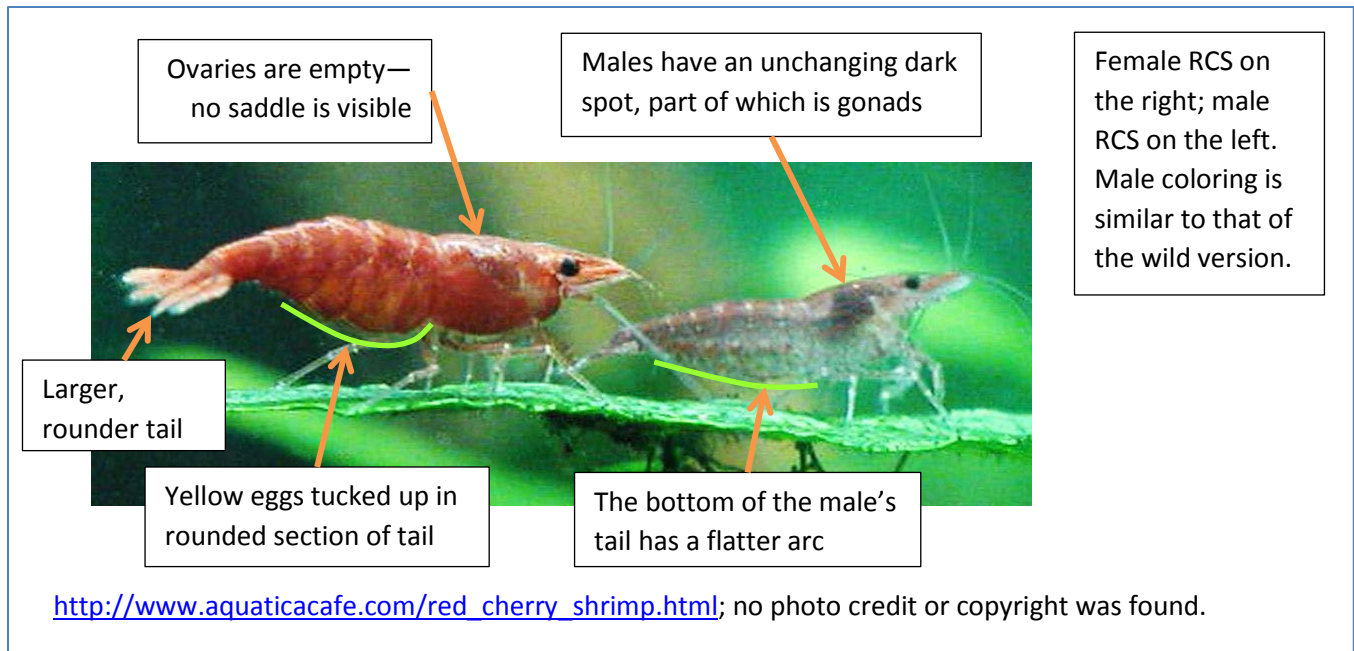 Ovaries are empty—
no saddle is visible
Males have an unchanging dark
spot, part of which is gonads
Female RCS on
the right; male
RCS on the left.
Male coloring is
similar to that of
the wild version.
Larger,
rounder tail
Yellow eggs tucked up in
rounded section of tail
The bottom of the male’s
tail has a flatter arc
http://www.aquaticacafe.com/red_cherry_shrimp.html; no photo credit or copyright was found.